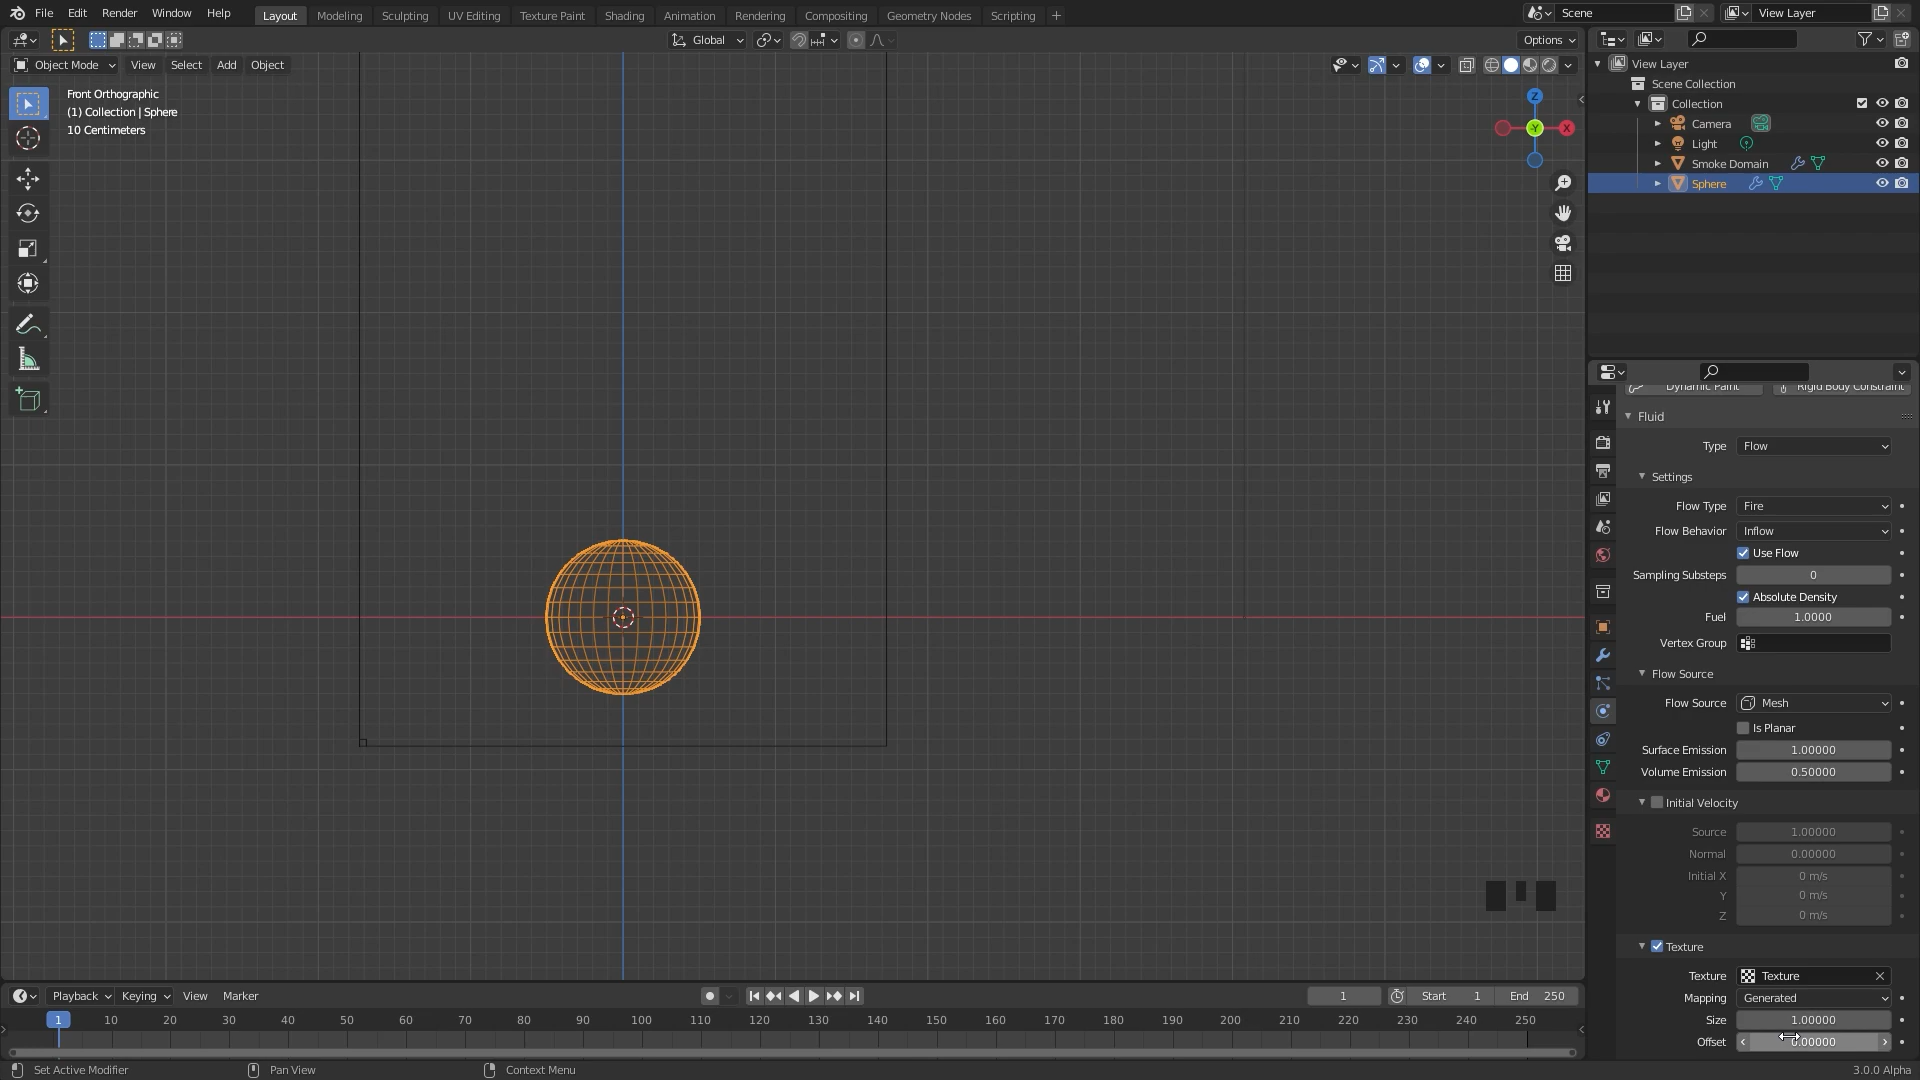 File Edit Render Window Help Layout Modeling Sculpting UV Editing Texture Paint Shading Animation Rendering Compositing Geometry Nodes Scripting + Scene View Layer
Global Options
Object Mode View Select Add Object
Front Orthographic
(1) Collection | Sphere
10 Centimeters
Z
-Y
X
View Layer
Scene Collection
Collection
Camera
Light
Smoke Domain
Sphere
Dynamic Paint Rigid Body Constraint
Fluid
Type Flow
Settings
Flow Type Fire
Flow Behavior Inflow
Use Flow
Sampling Substeps 0
Absolute Density
Fuel 1.0000
Vertex Group
Flow Source
Flow Source Mesh
Is Planar
Surface Emission 1.00000
Volume Emission 0.50000
Initial Velocity
Source 1.00000
Normal 0.00000
Initial X 0 m/s
Y 0 m/s
Z 0 m/s
Texture
Texture Texture
Mapping Generated
Size 1.00000
Offset 0.00000
Playback Keying View Marker 1 Start 1 End 250
1 10 20 30 40 50 60 70 80 90 100 110 120 130 140 150 160 170 180 190 200 210 220 230 240 250
Set Active Modifier Pan View Context Menu 3.0.0 Alpha